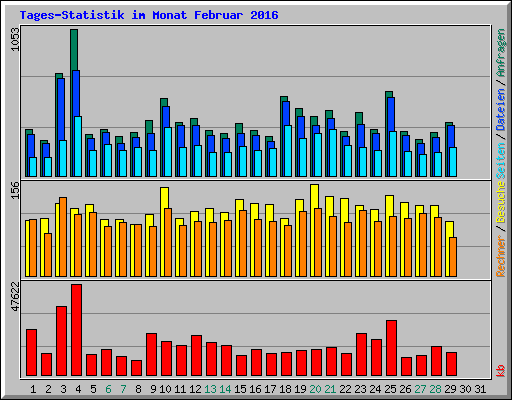 Tages-Statistik im Monat Februar 2016
1053
156
47622
Rechner / Besuche Seiten / Dateien / Anfragen
kb
1 2 3 4 5 6 7 8 9 10 11 12 13 14 15 16 17 18 19 20 21 22 23 24 25 26 27 28 29 30 31